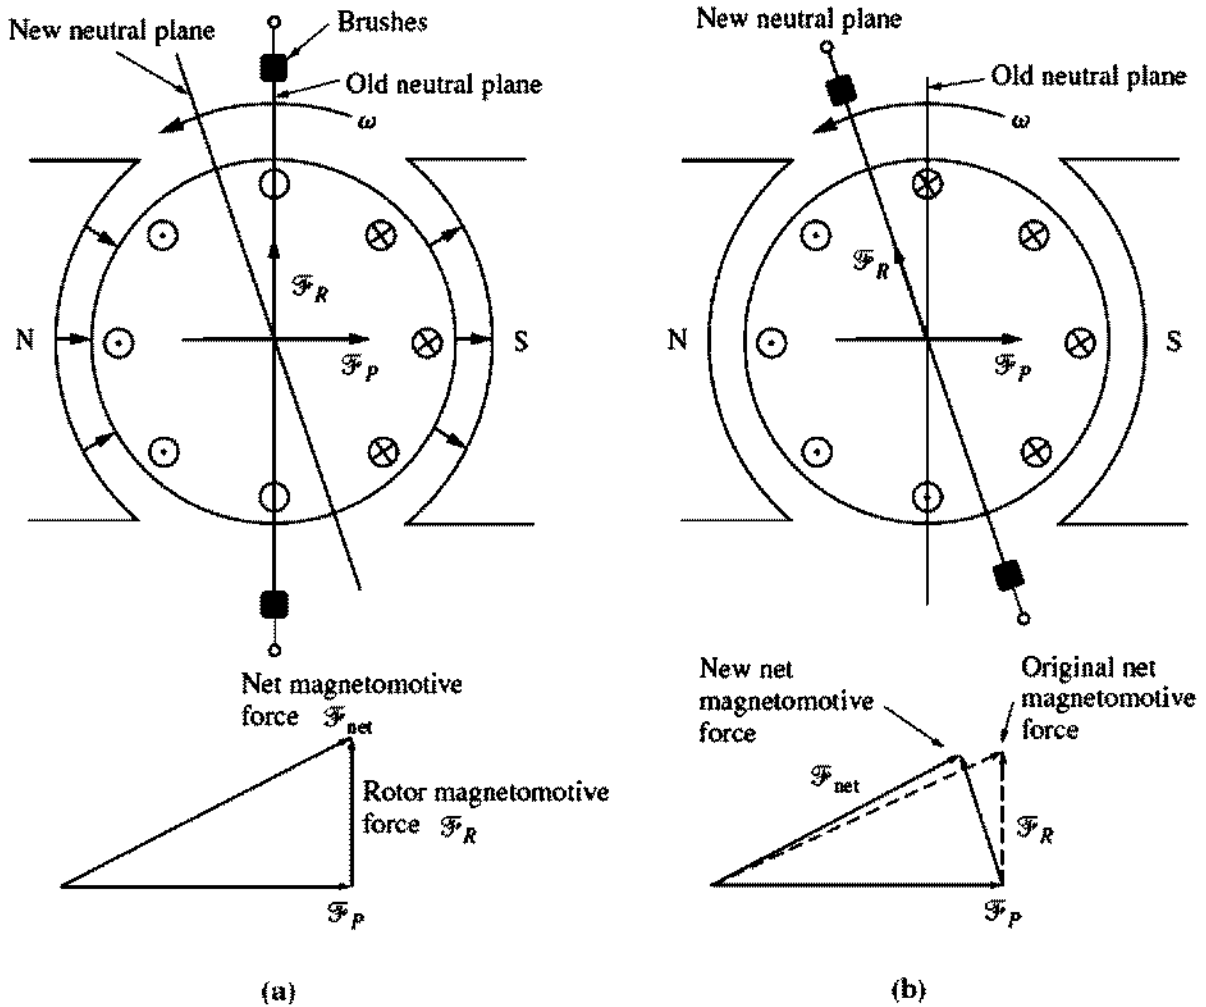 New neutral plane
Brushes
Old neutral plane
ω
N
S
ℱR
ℱP
Net magnetomotive
force ℱnet
Rotor magnetomotive
force ℱR
ℱP
(a)
New neutral plane
Old neutral plane
ω
N
S
ℱR
ℱP
New net
magnetomotive
force
Original net
magnetomotive
force
ℱnet
ℱR
ℱP
(b)